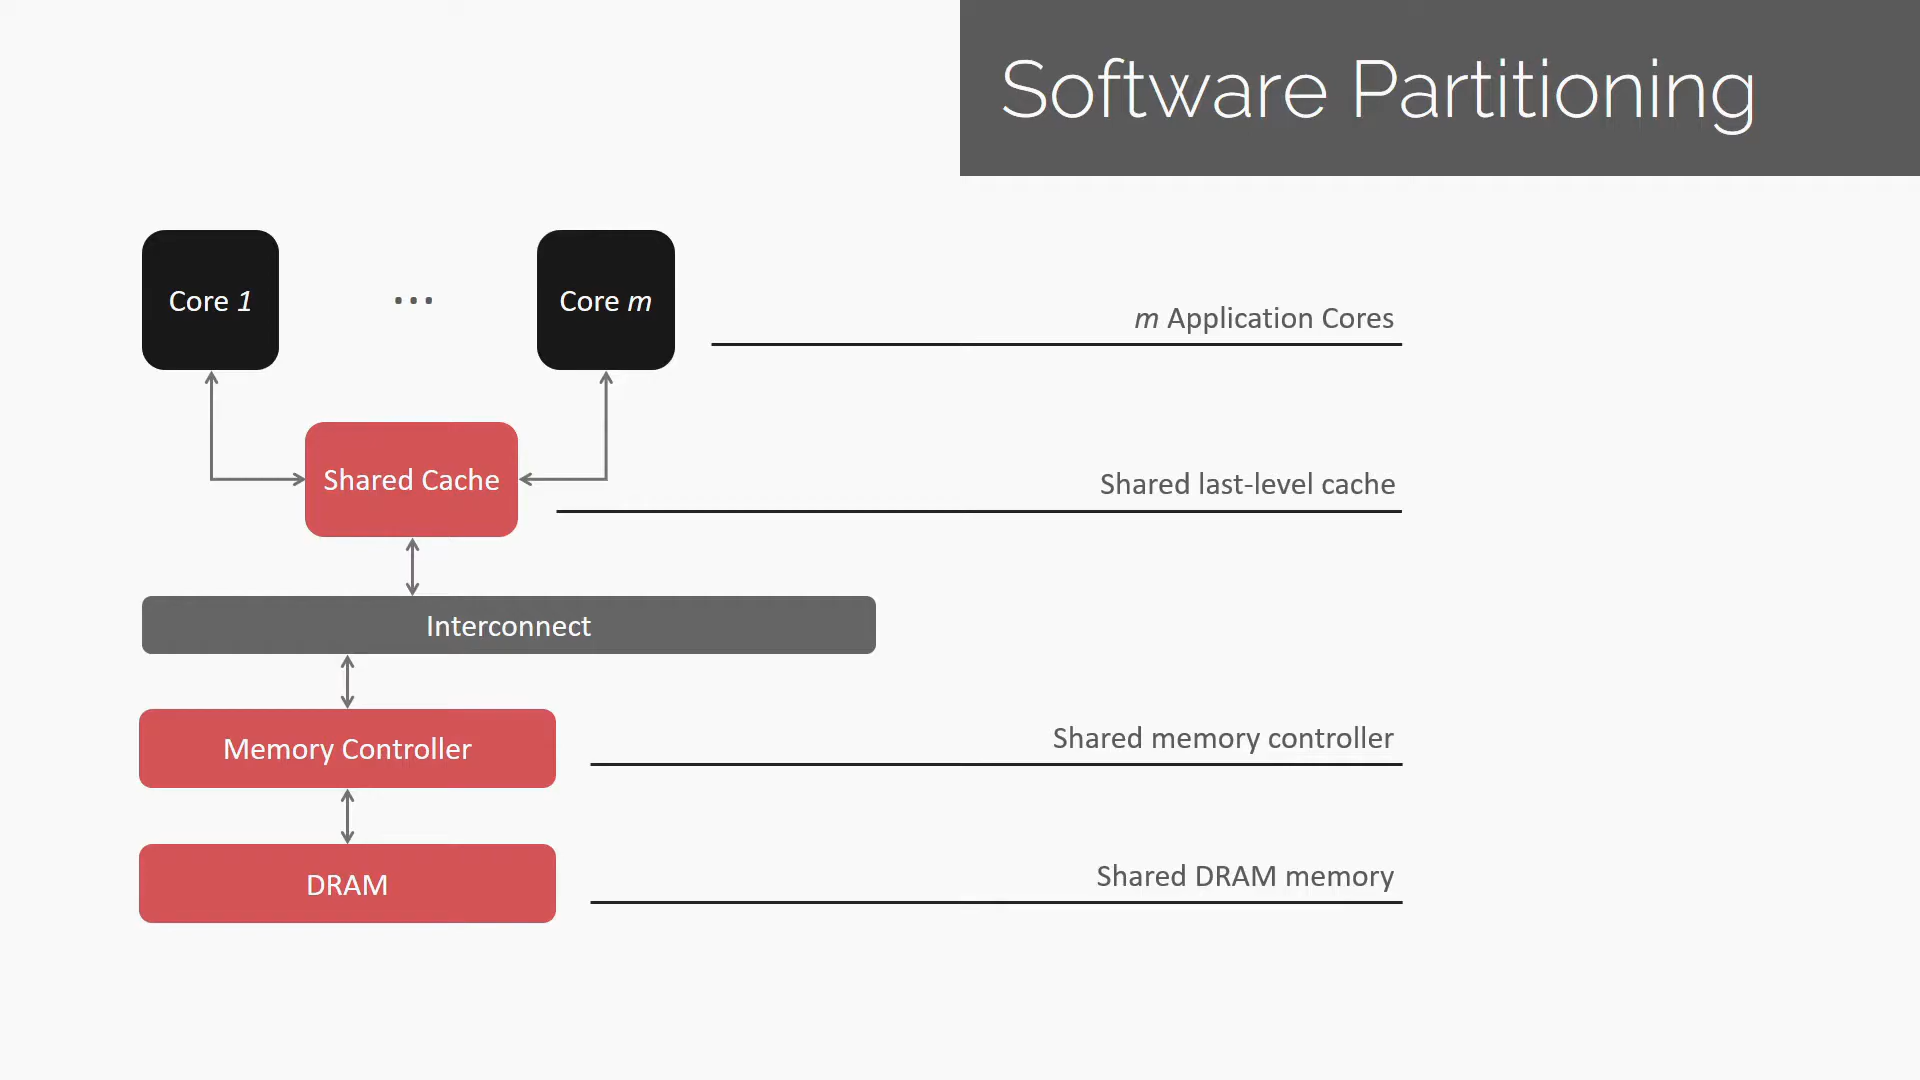 Software Partitioning
Core 1
...
Core m
m Application Cores
Shared Cache
Shared last-level cache
Interconnect
Memory Controller
Shared memory controller
DRAM
Shared DRAM memory